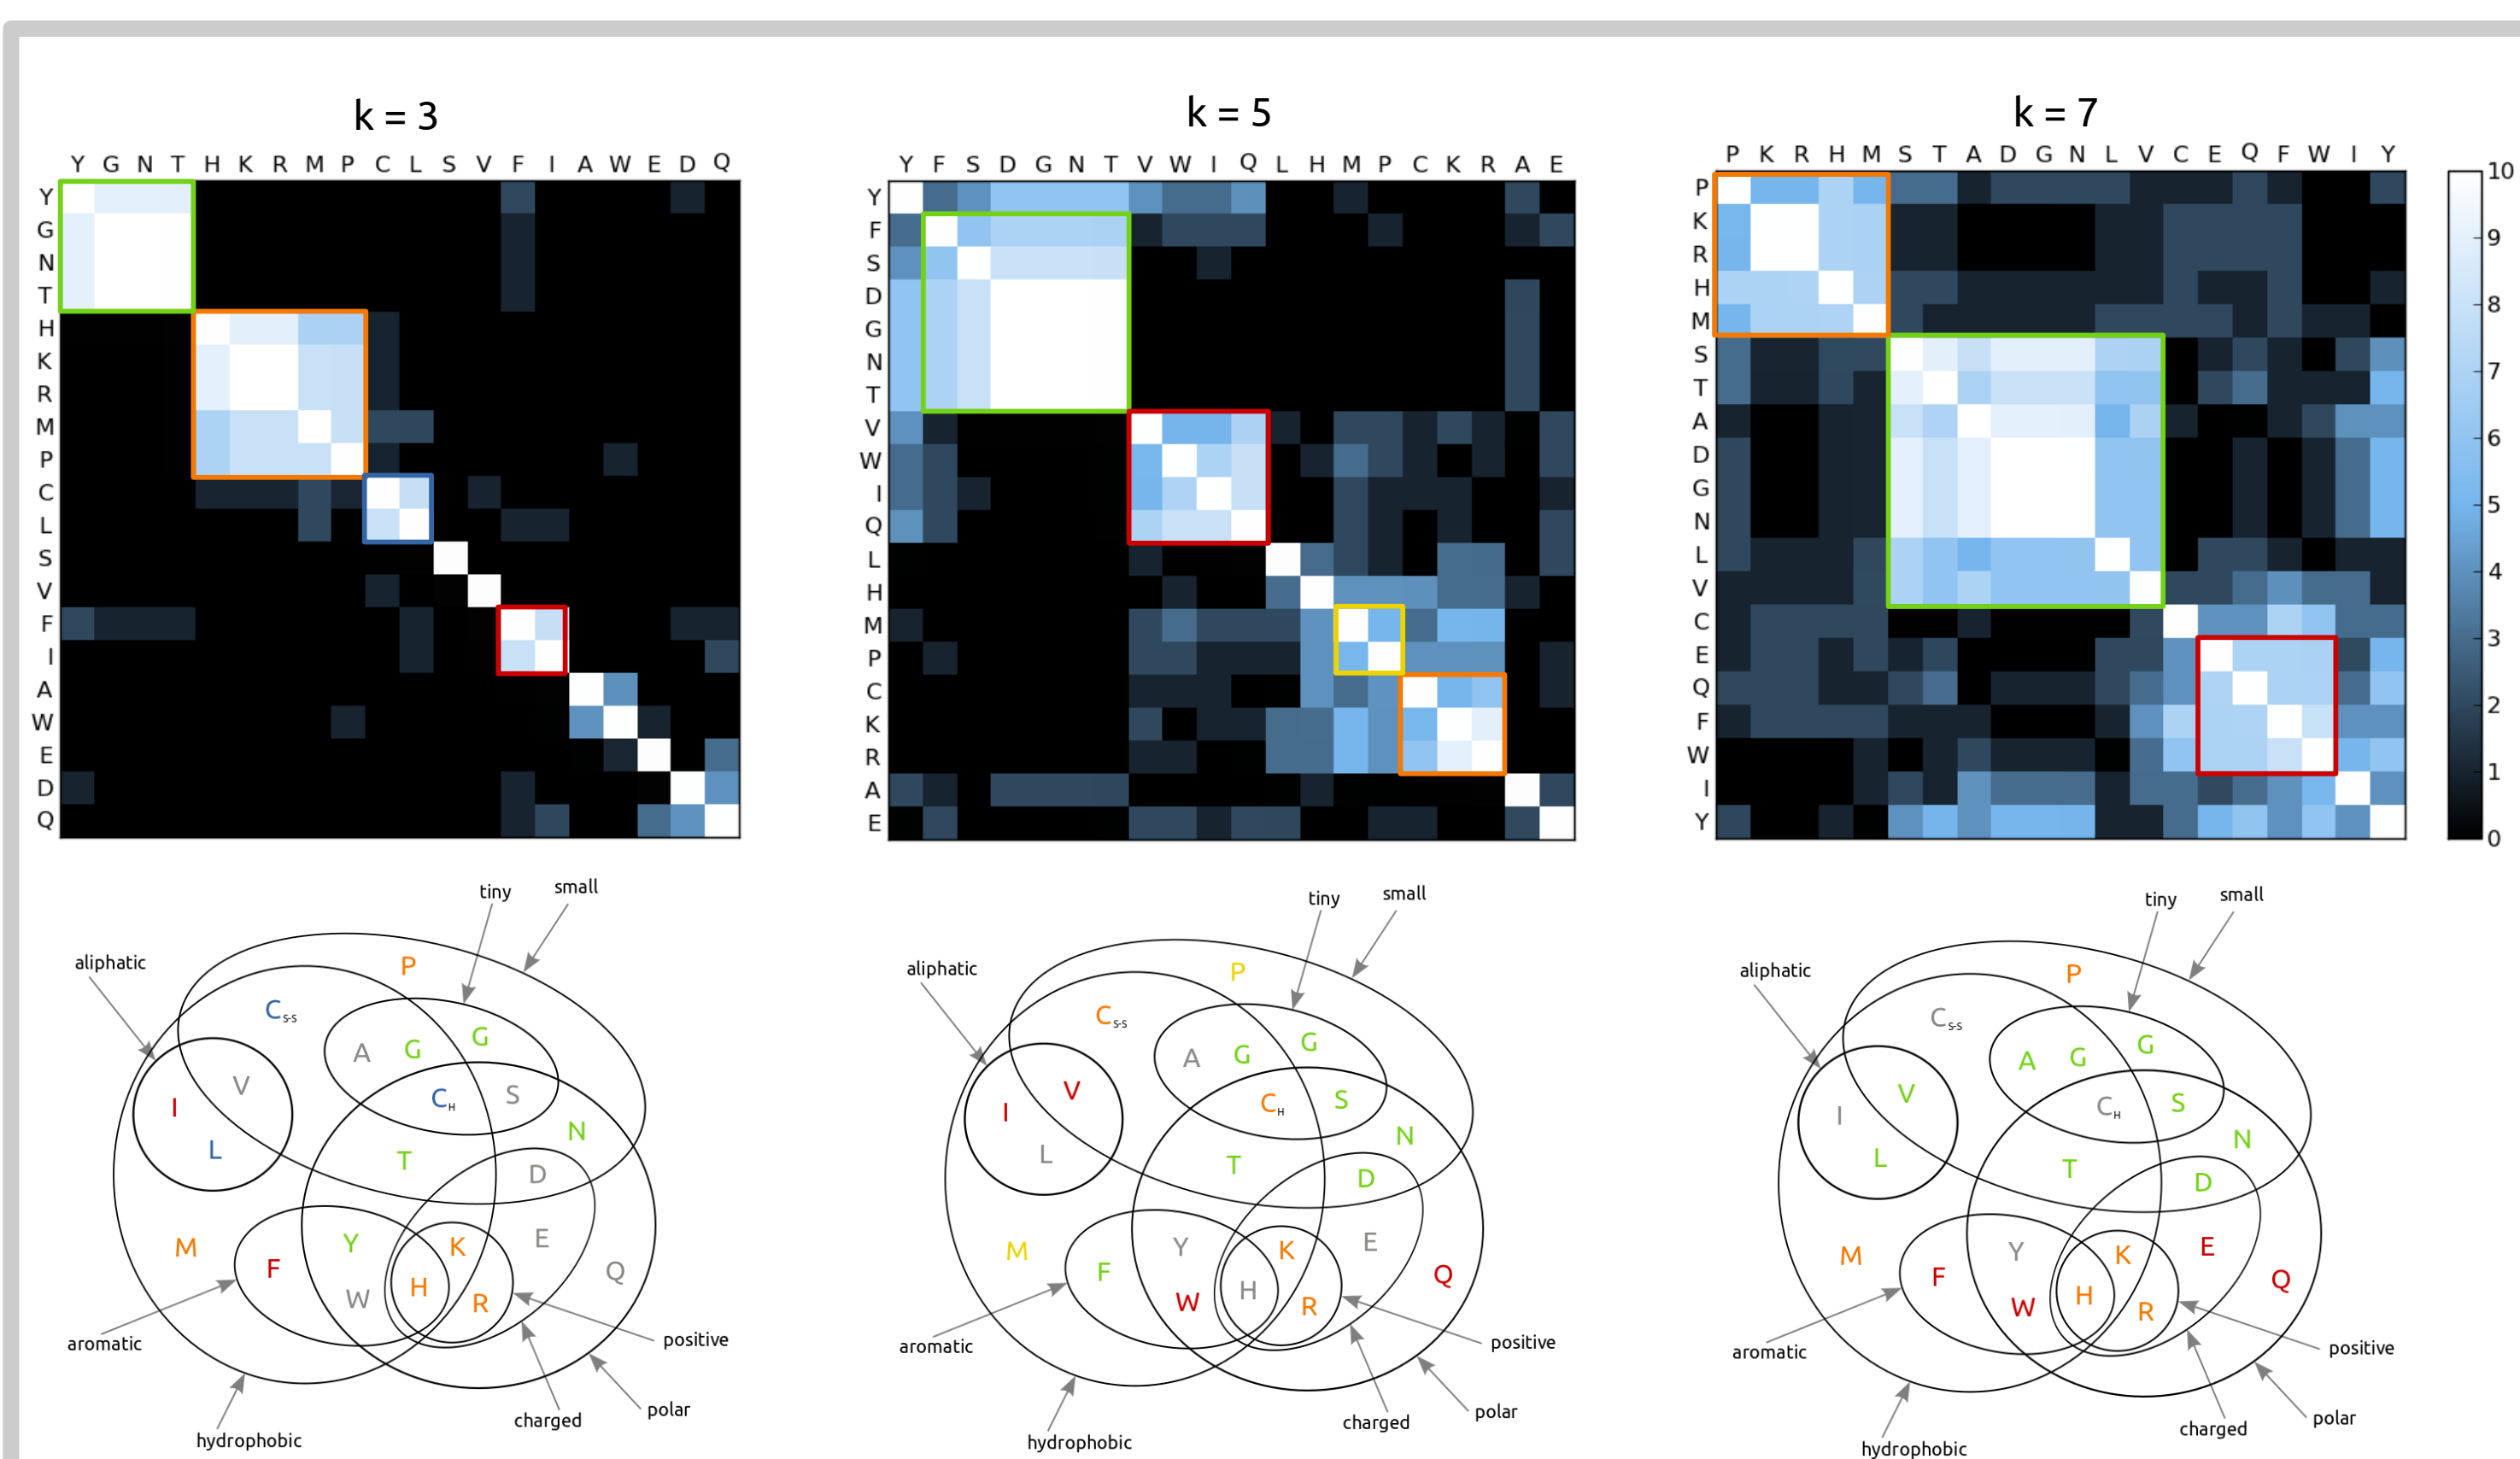 k = 3
k = 5
k = 7
Y G N T H K R M P C L S V F I A W E D Q
Y F S D G N T V W I Q L H M P C K R A E
P K R H M S T A D G N L V C E Q F W I Y
Y
G
N
T
H
K
R
M
P
C
L
S
V
F
I
A
W
E
D
Q
Y
F
S
D
G
N
T
V
W
I
Q
L
H
M
P
C
K
R
A
E
P
K
R
H
M
S
T
A
D
G
N
L
V
C
E
Q
F
W
I
Y
10
9
8
7
6
5
4
3
2
1
0
tiny
small
aliphatic
P
C S-S
A G G
V
I
L
C H
S
N
T
D
M
F
Y
W
H
K
R
E
Q
aromatic
positive
charged
polar
hydrophobic
tiny
small
aliphatic
P
C S-S
A G G
V
I
L
C H
S
N
T
D
M
F
Y
W
H
K
R
E
Q
aromatic
positive
charged
polar
hydrophobic
tiny
small
aliphatic
P
C S-S
A G G
V
I
L
C H
S
N
T
D
M
F
Y
W
H
K
R
E
Q
aromatic
positive
charged
polar
hydrophobic